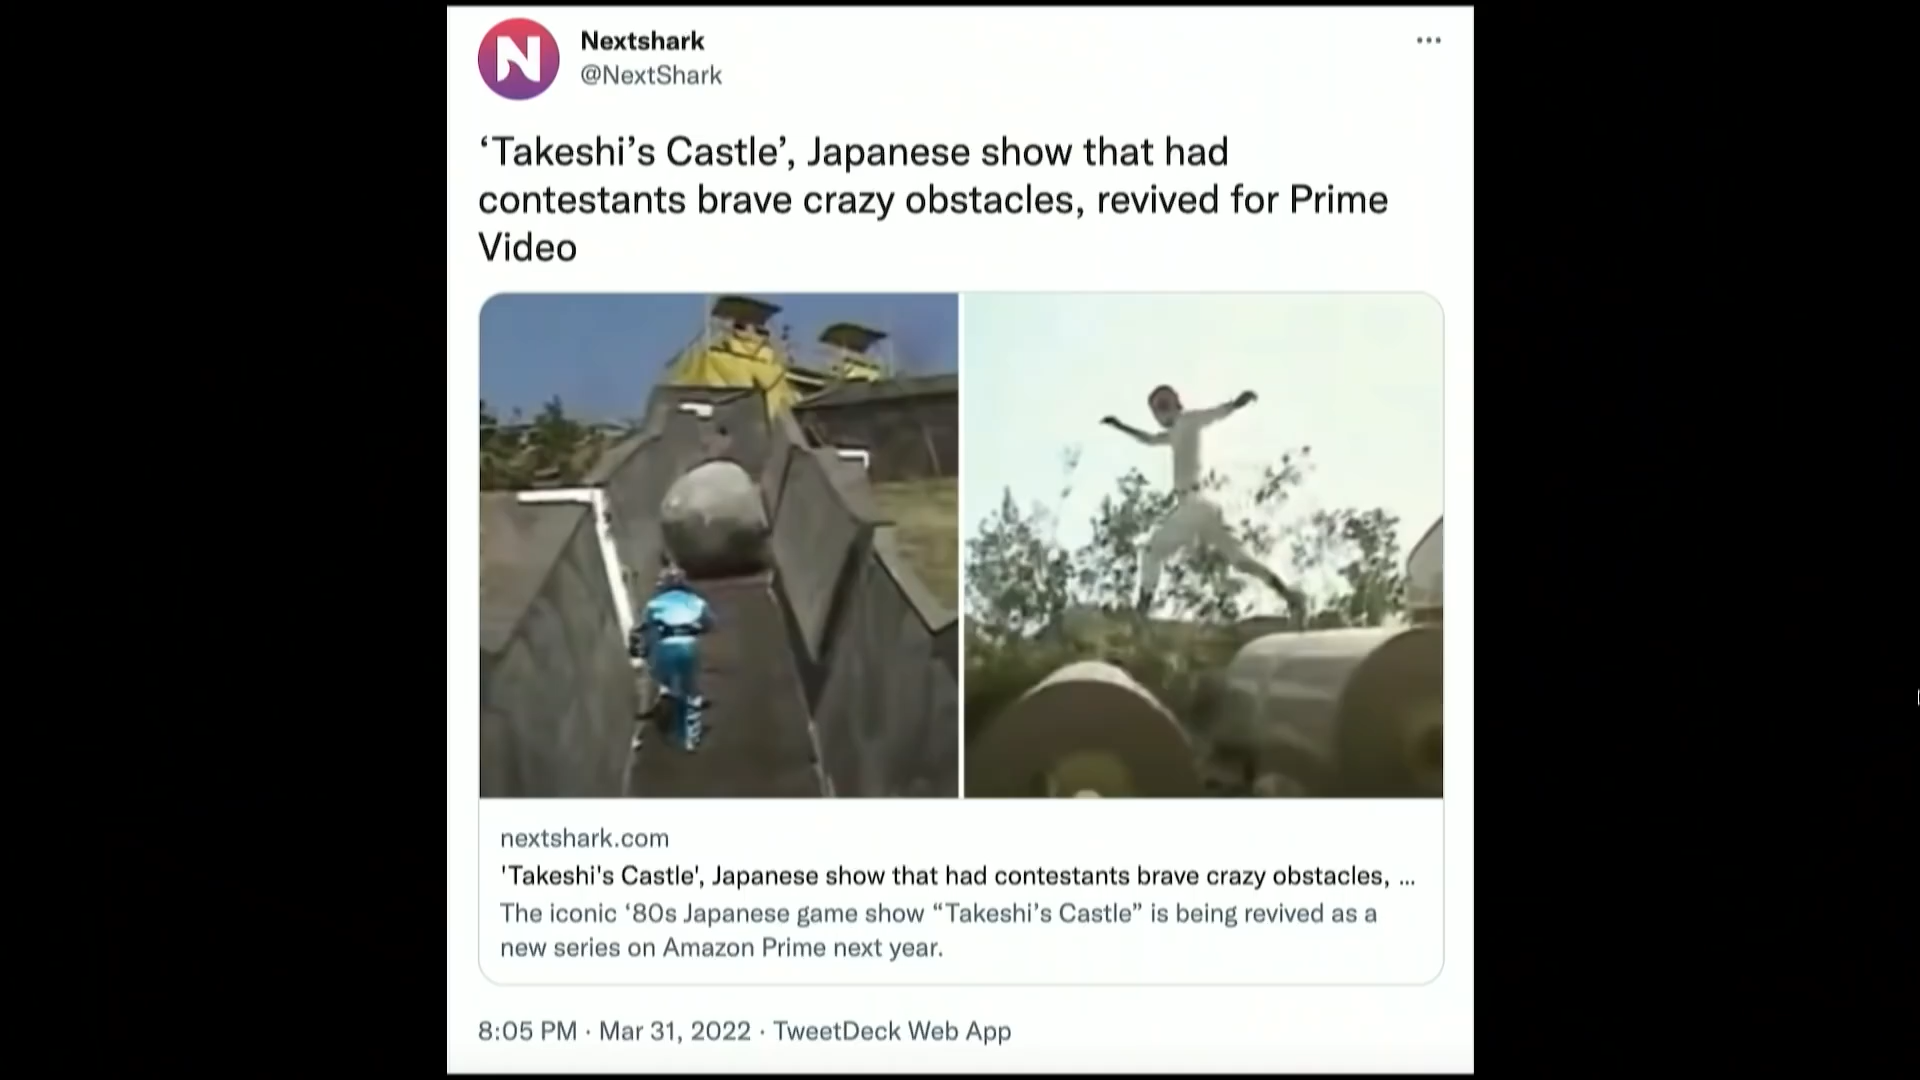 Nextshark
@NextShark
‘Takeshi’s Castle’, Japanese show that had
contestants brave crazy obstacles, revived for Prime
Video
nextshark.com
'Takeshi's Castle', Japanese show that had contestants brave crazy obstacles, ...
The iconic ‘80s Japanese game show “Takeshi’s Castle” is being revived as a
new series on Amazon Prime next year.
8:05 PM · Mar 31, 2022 · TweetDeck Web App